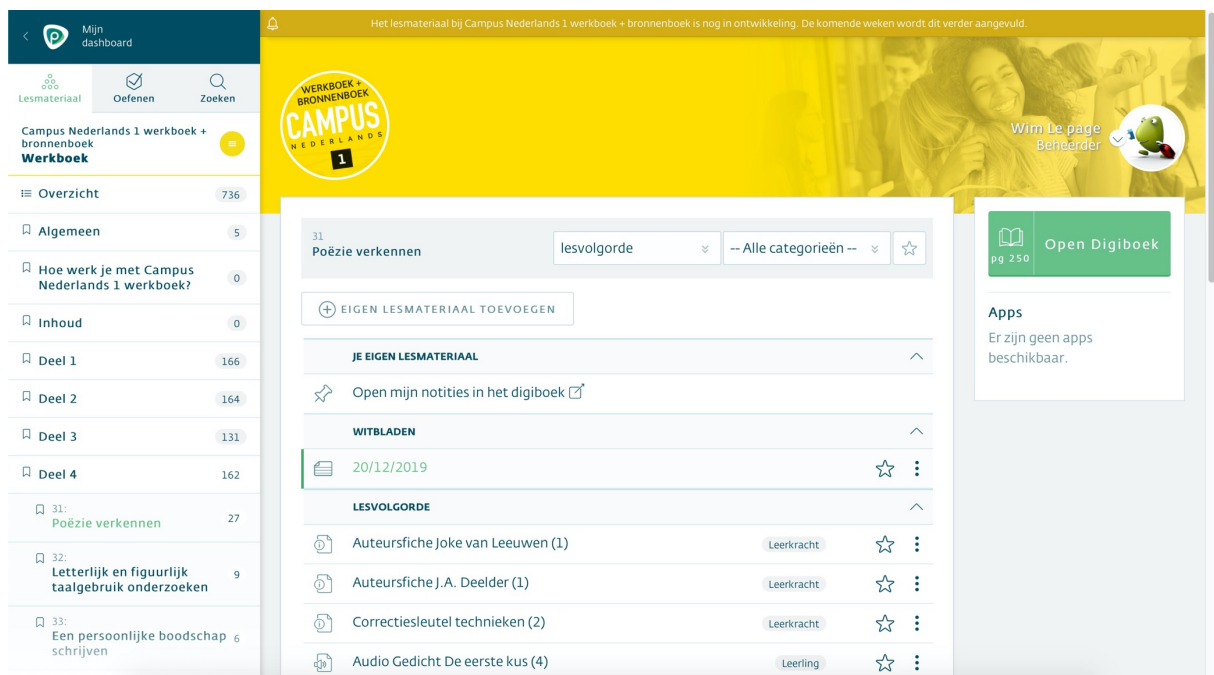 Mijn
dashboard
Lesmateriaal
Oefenen
Zoeken
Campus Nederlands 1 werkboek +
bronnenboek
Werkboek
Overzicht 736
Algemeen 5
Hoe werk je met Campus
Nederlands 1 werkboek? 0
Inhoud 0
Deel 1 166
Deel 2 164
Deel 3 131
Deel 4 162
31:
Poëzie verkennen 27
32:
Letterlijk en figuurlijk
taalgebruik onderzoeken 9
33:
Een persoonlijke boodschap
schrijven 6
Het lesmateriaal bij Campus Nederlands 1 werkboek + bronnenboek is nog in ontwikkeling. De komende weken wordt dit verder aangevuld.
WERKBOEK +
BRONNENBOEK
CAMPUS
NEDERLANDS
1
Wim Le page
Beheerder
31
Poëzie verkennen
lesvolgorde
-- Alle categorieën --
EIGEN LESMATERIAAL TOEVOEGEN
JE EIGEN LESMATERIAAL
Open mijn notities in het digiboek
WITBLADEN
20/12/2019
LESVOLGORDE
Auteursfiche Joke van Leeuwen (1) Leerkracht
Auteursfiche J.A. Deelder (1) Leerkracht
Correctiesleutel technieken (2) Leerkracht
Audio Gedicht De eerste kus (4) Leerling
pg 250
Open Digiboek
Apps
Er zijn geen apps
beschikbaar.